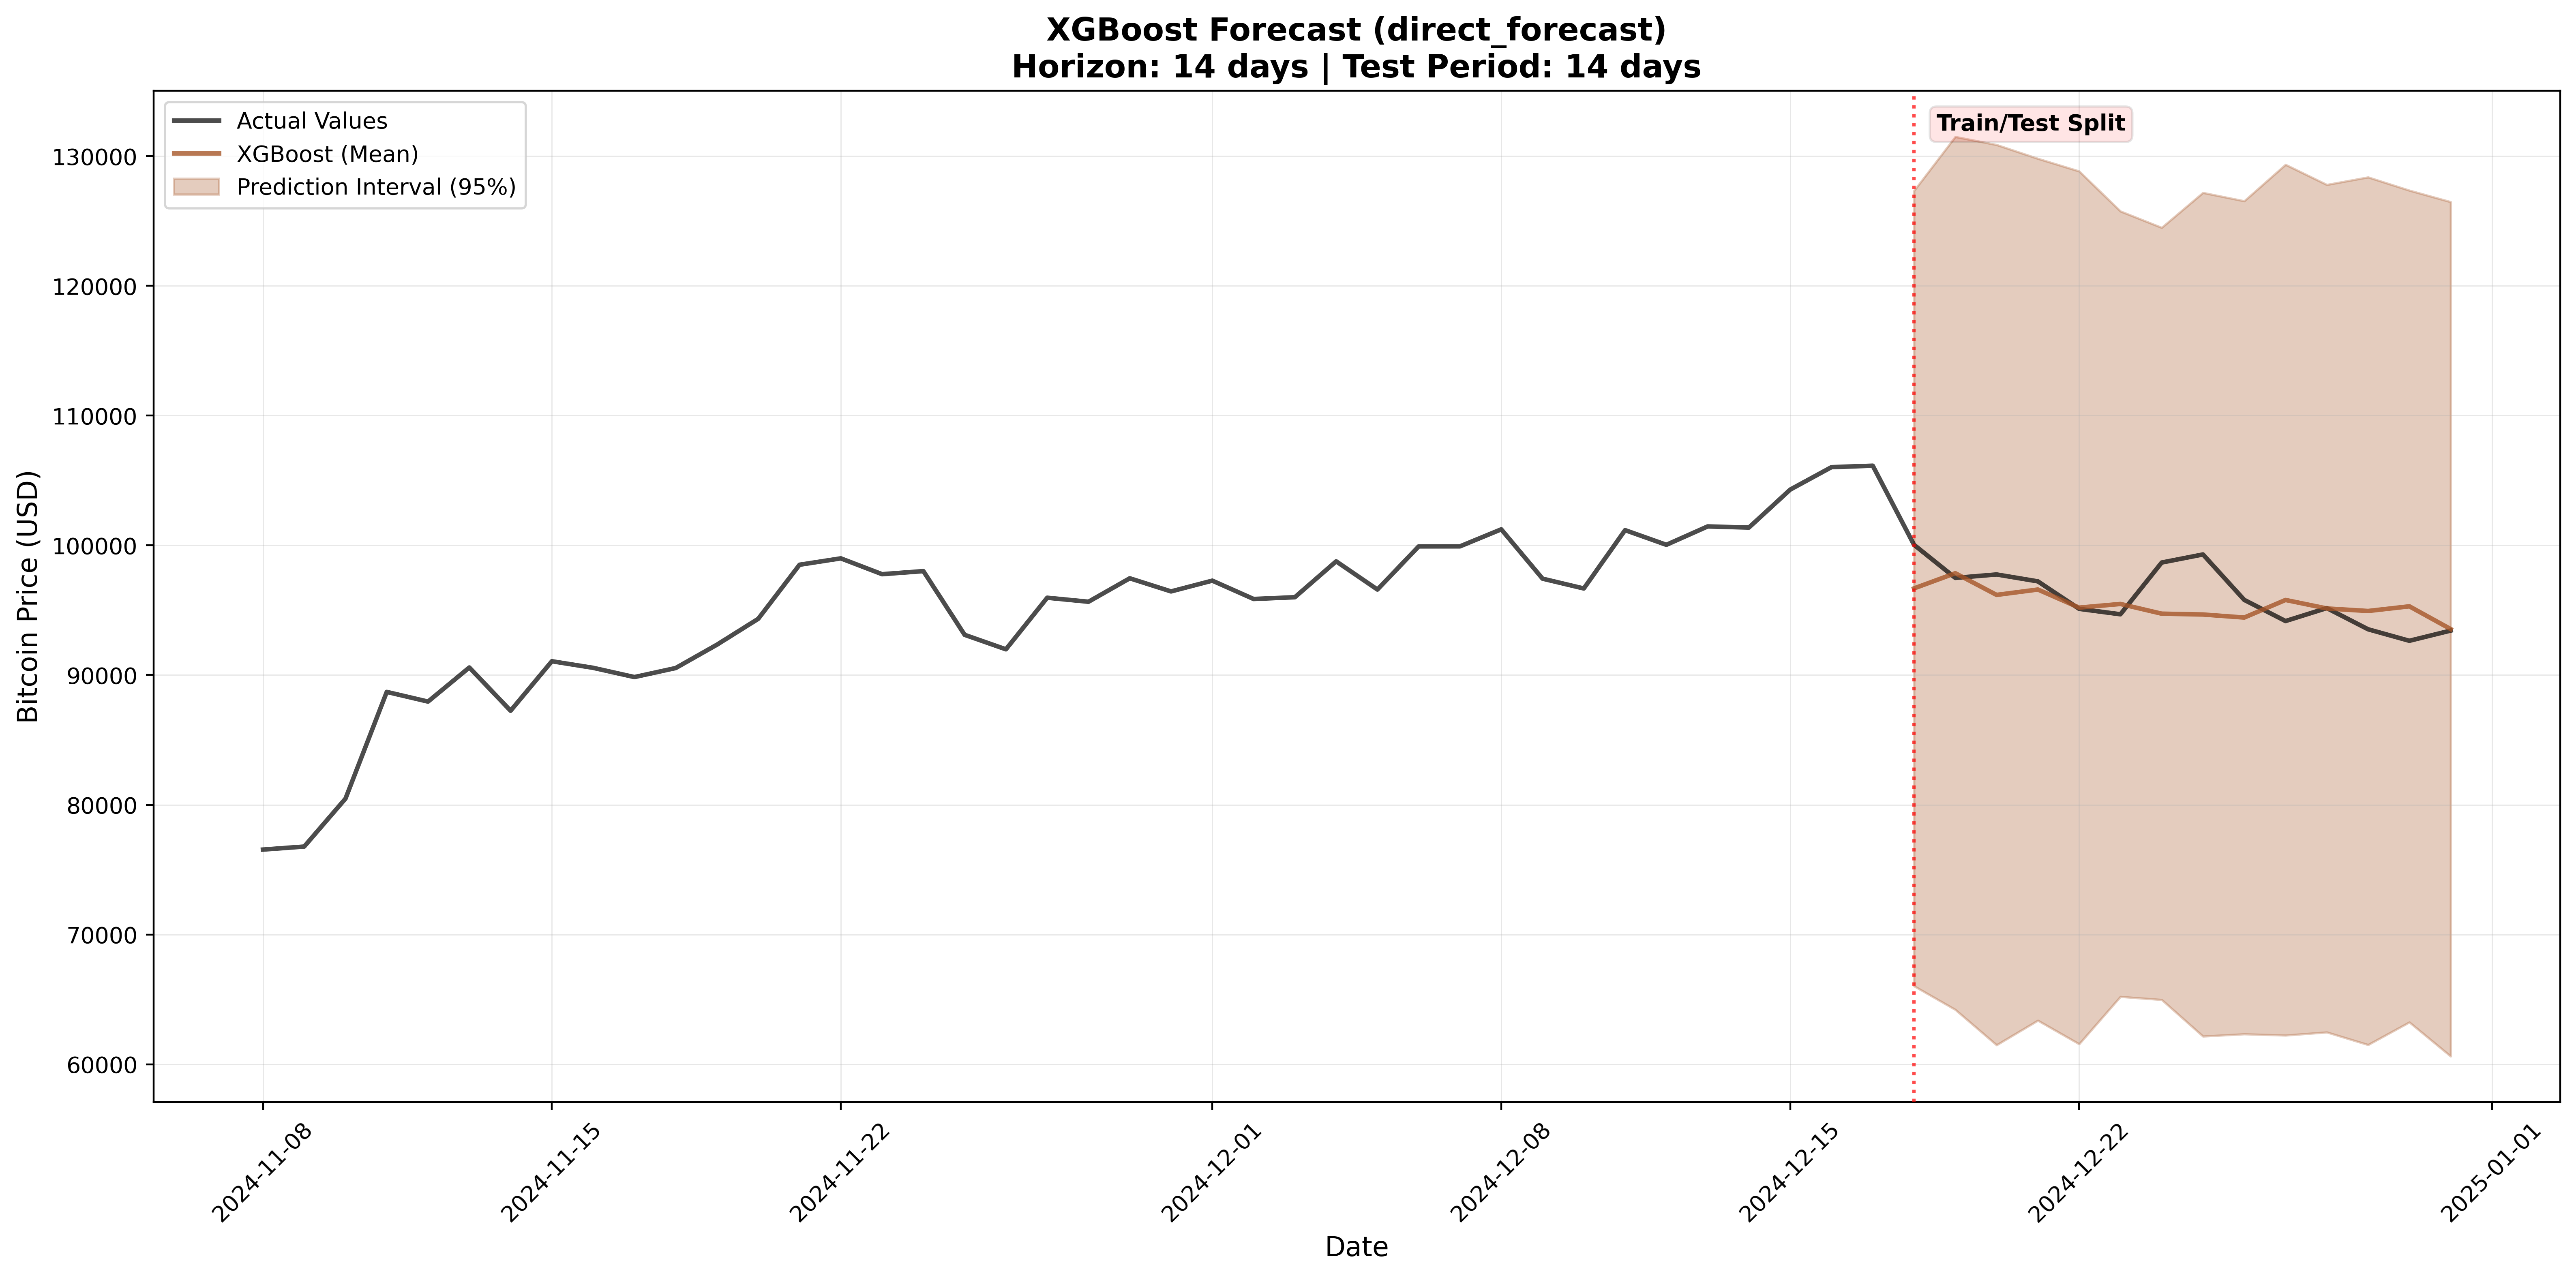 XGBoost Forecast (direct_forecast)
Horizon: 14 days | Test Period: 14 days
Actual Values
XGBoost (Mean)
Prediction Interval (95%)
Train/Test Split
Bitcoin Price (USD)
130000
120000
110000
100000
90000
80000
70000
60000
2024-11-08
2024-11-15
2024-11-22
2024-12-01
2024-12-08
2024-12-15
2024-12-22
2025-01-01
Date